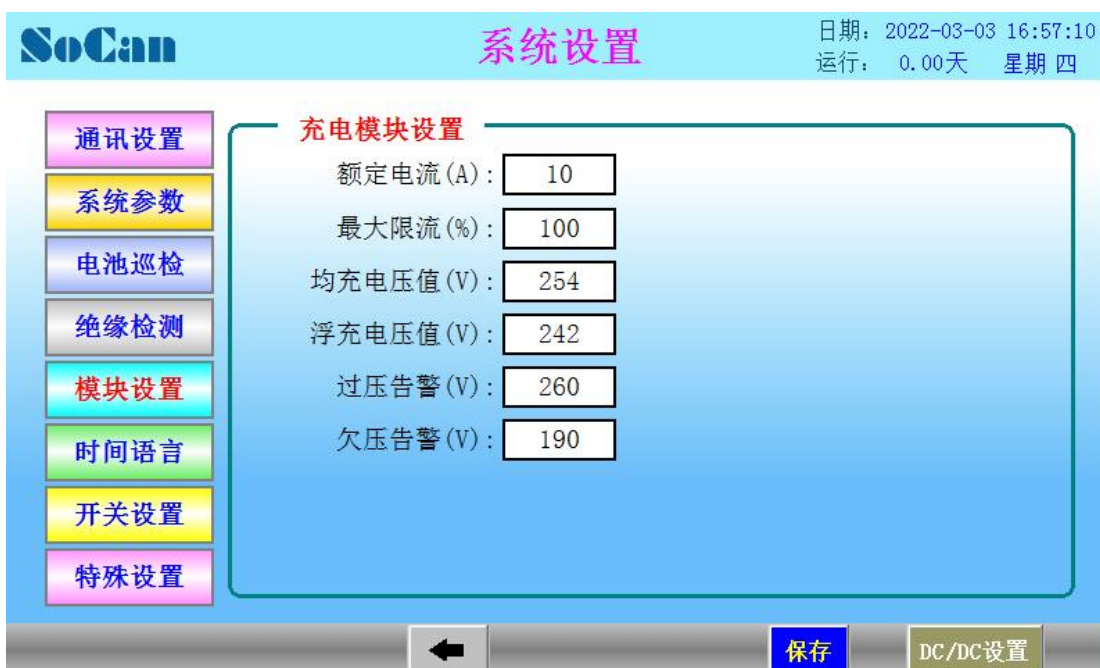 SoCan
系统设置
日期: 2022-03-03 16:57:10
运行: 0.00天 星期 四
通讯设置
系统参数
电池巡检
绝缘检测
模块设置
时间语言
开关设置
特殊设置
充电模块设置
额定电流(A): 10
最大限流(%): 100
均充电压值(V): 254
浮充电压值(V): 242
过压告警(V): 260
欠压告警(V): 190
保存
DC/DC设置